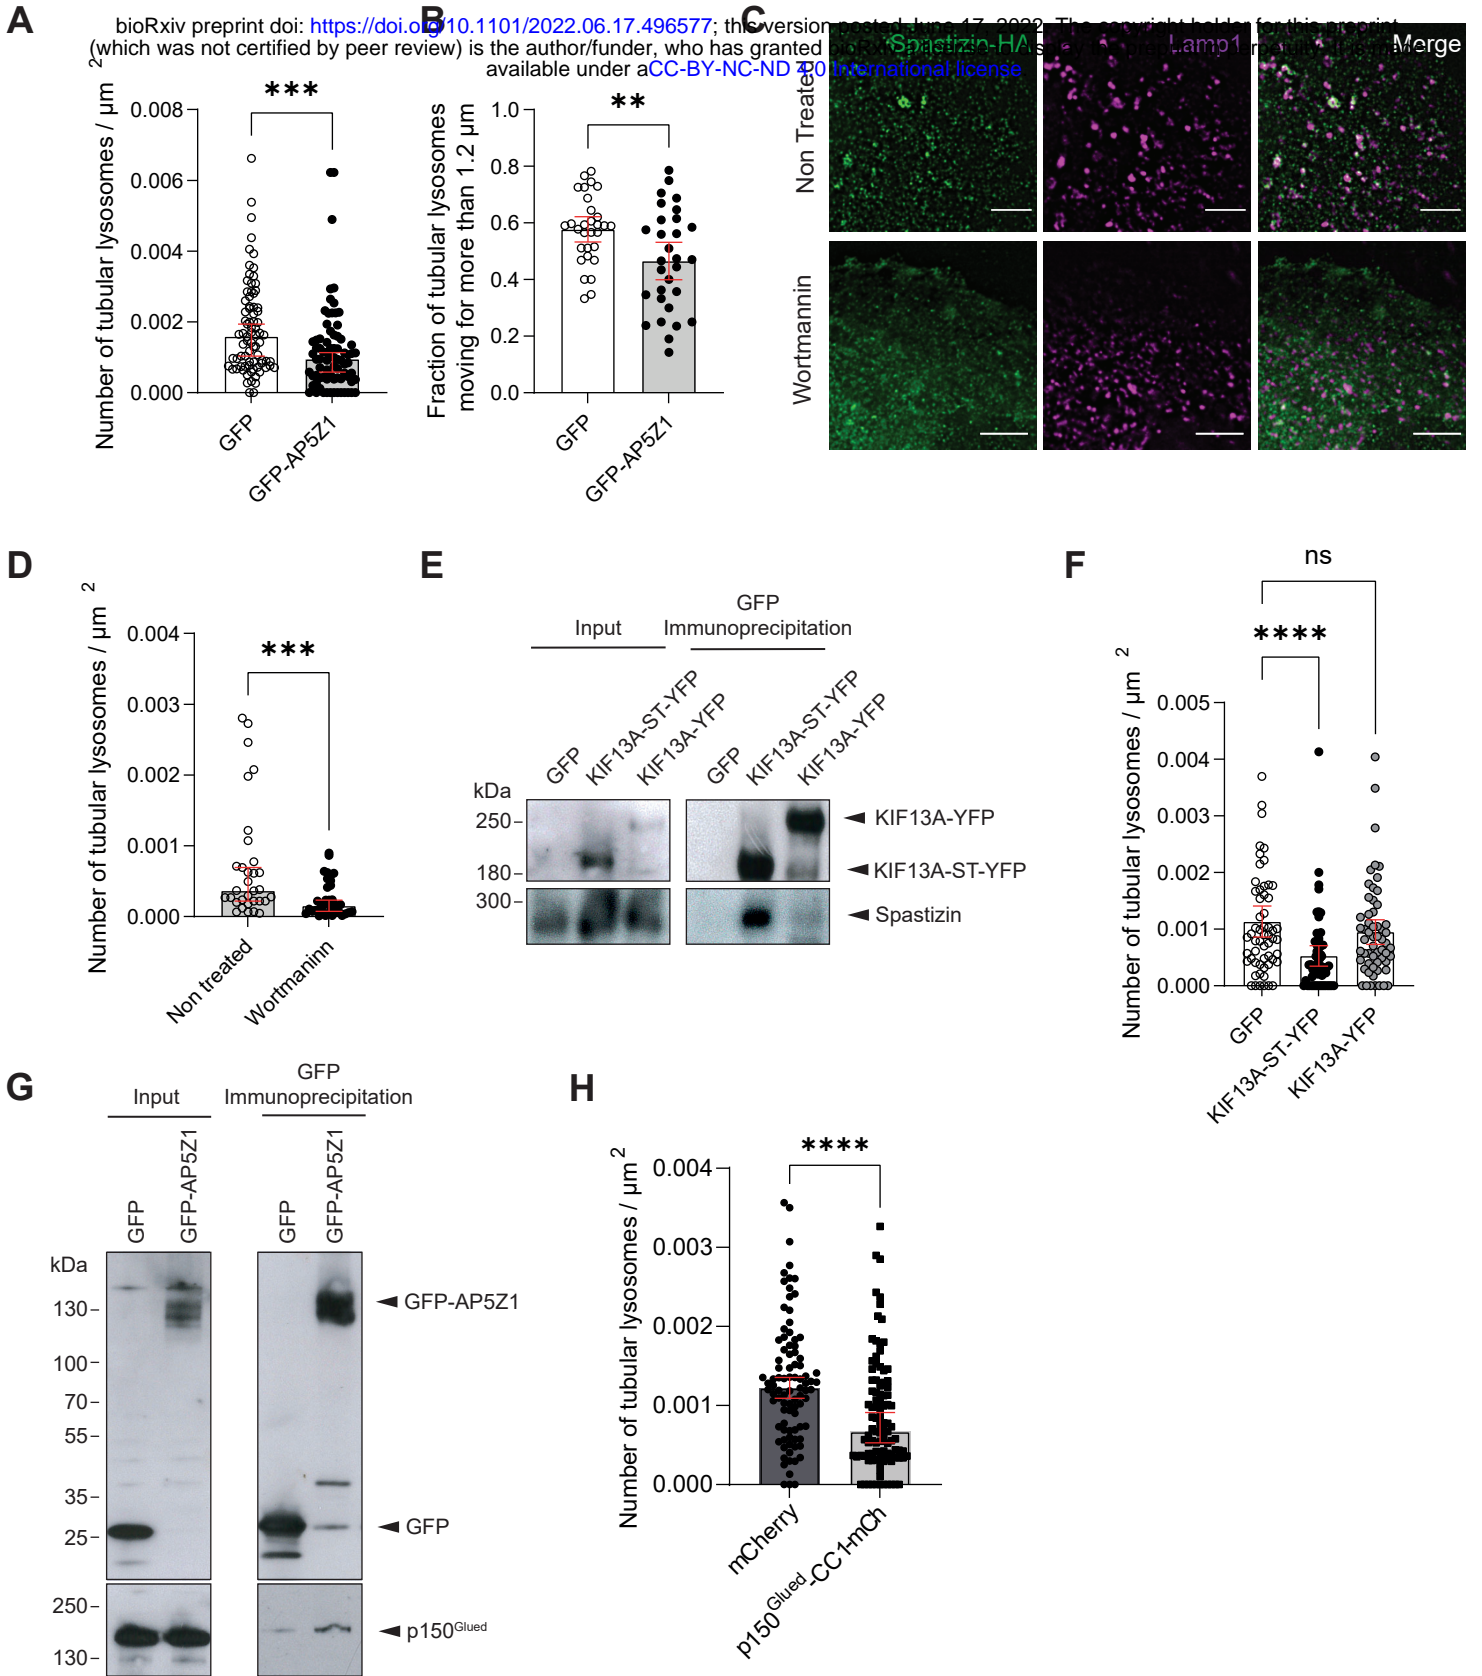 bioRxiv preprint doi: https://doi.org/10.1101/2022.06.17.496577; this version posted June 17, 2022. The copyright holder for this preprint
(which was not certified by peer review) is the author/funder, who has granted bioRxiv
available under aCC-BY-NC-ND 4.0 International license
A
Number of tubular lysosomes / µm 2
0.008
0.006
0.004
0.002
0.000
***
GFP
GFP-AP5Z1
B
Fraction of tubular lysosomes
moving for more than 1.2 µm
1.0
0.8
0.6
0.4
0.2
0.0
**
GFP
GFP-AP5Z1
C
Spastizin-HA
Lamp1
Merge
Non Treated
Wortmannin
D
Number of tubular lysosomes / µm 2
0.004
0.003
0.002
0.001
0.000
***
Non treated
Wortmaninn
E
Input
GFP
Immunoprecipitation
GFP
KIF13A-ST-YFP
KIF13A-YFP
GFP
KIF13A-ST-YFP
KIF13A-YFP
kDa
250
180
300
KIF13A-YFP
KIF13A-ST-YFP
Spastizin
F
Number of tubular lysosomes / µm 2
0.005
0.004
0.003
0.002
0.001
0.000
ns
****
GFP
KIF13A-ST-YFP
KIF13A-YFP
G
Input
GFP
Immunoprecipitation
GFP
GFP-AP5Z1
GFP
GFP-AP5Z1
kDa
130
100
70
55
35
25
250
130
GFP-AP5Z1
GFP
p150Glued
H
Number of tubular lysosomes / µm 2
0.004
0.003
0.002
0.001
0.000
****
mCherry
p150Glued-CC1-mCh